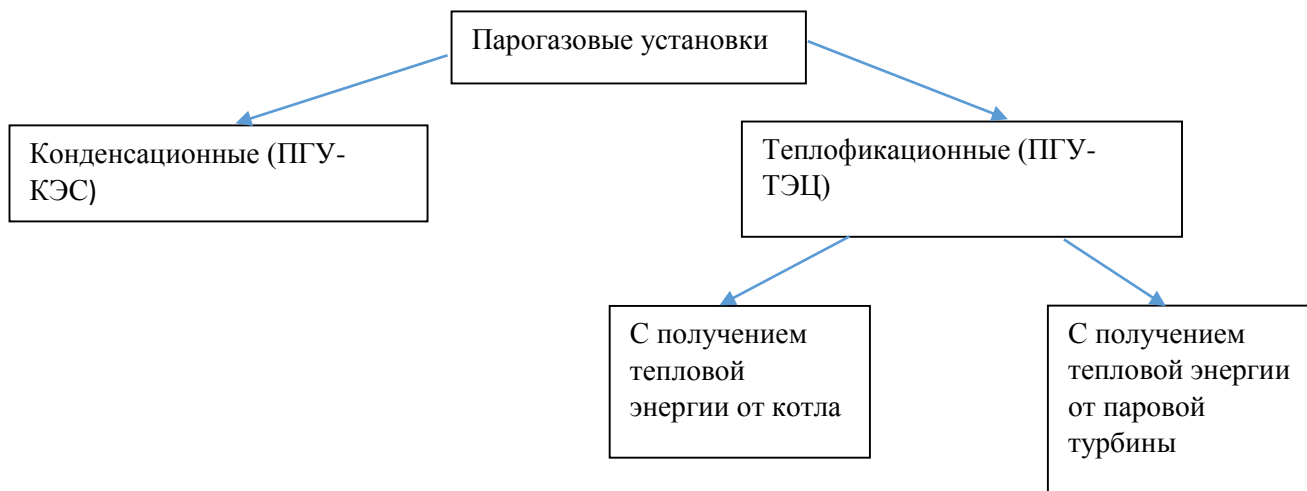 Парогазовые установки
Конденсационные (ПГУ-
КЭС)
Теплофикационные (ПГУ-
ТЭЦ)
С получением
тепловой
энергии от котла
С получением
тепловой энергии
от паровой
турбины